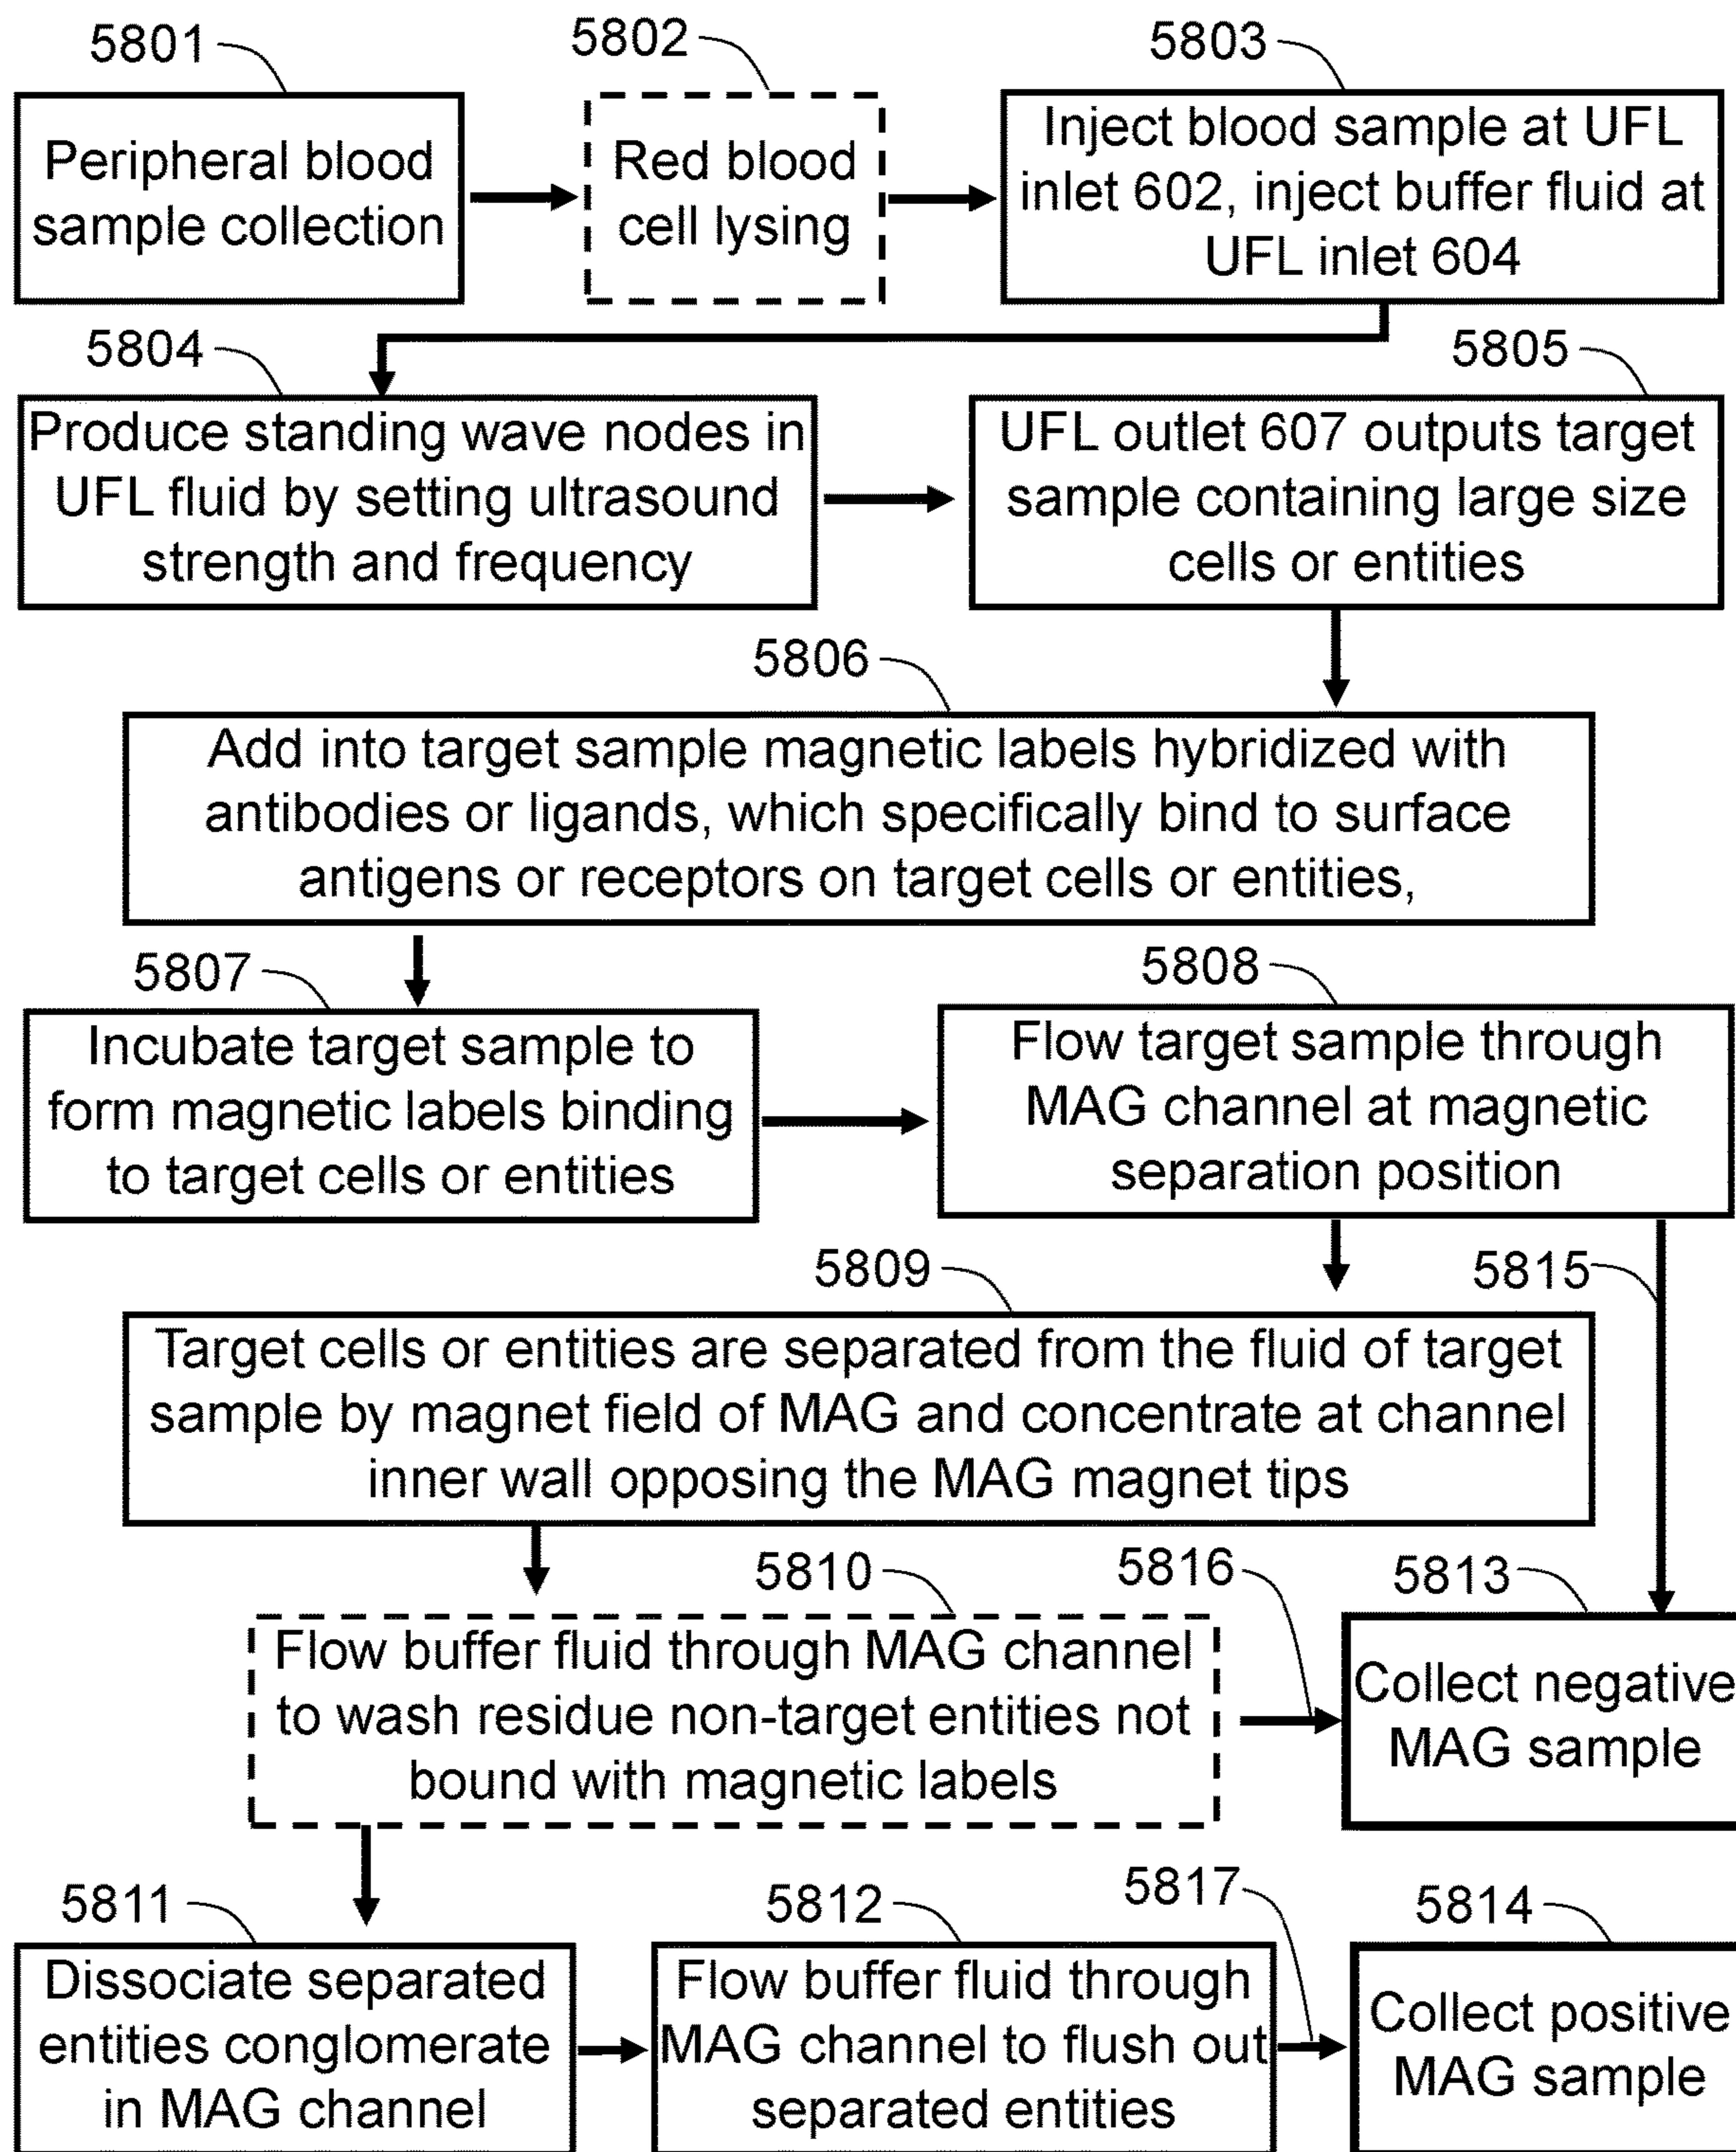 5801
5802
5803
Peripheral blood
sample collection
Red blood
cell lysing
Inject blood sample at UFL
inlet 602, inject buffer fluid at
UFL inlet 604
5804
5805
Produce standing wave nodes in
UFL fluid by setting ultrasound
strength and frequency
UFL outlet 607 outputs target
sample containing large size
cells or entities
5806
Add into target sample magnetic labels hybridized with
antibodies or ligands, which specifically bind to surface
antigens or receptors on target cells or entities,
5807
5808
Incubate target sample to
form magnetic labels binding
to target cells or entities
Flow target sample through
MAG channel at magnetic
separation position
5809
5815
Target cells or entities are separated from the fluid of target
sample by magnet field of MAG and concentrate at channel
inner wall opposing the MAG magnet tips
5810
5816
5813
Flow buffer fluid through MAG channel
to wash residue non-target entities not
bound with magnetic labels
Collect negative
MAG sample
5811
5812
5817
5814
Dissociate separated
entities conglomerate
in MAG channel
Flow buffer fluid through
MAG channel to flush out
separated entities
Collect positive
MAG sample